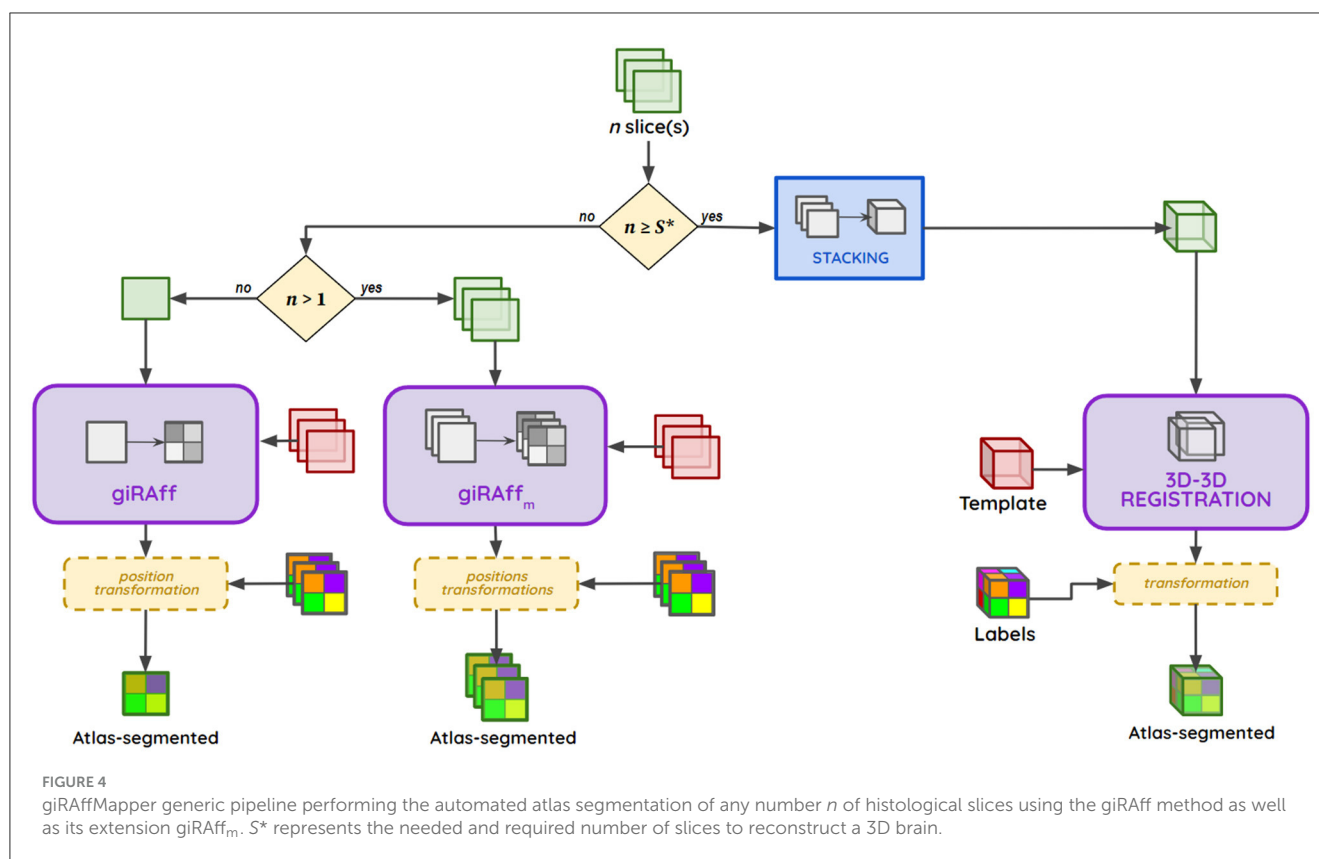 n slice(s)
n ≥ S*
no
yes
STACKING
n > 1
no
yes
giRAff
giRAffₘ
Template
3D-3D
REGISTRATION
position
transformation
positions
transformations
transformation
Labels
Atlas-segmented
Atlas-segmented
Atlas-segmented
FIGURE 4
giRAffMapper generic pipeline performing the automated atlas segmentation of any number n of histological slices using the giRAff method as well
as its extension giRAffₘ. S* represents the needed and required number of slices to reconstruct a 3D brain.